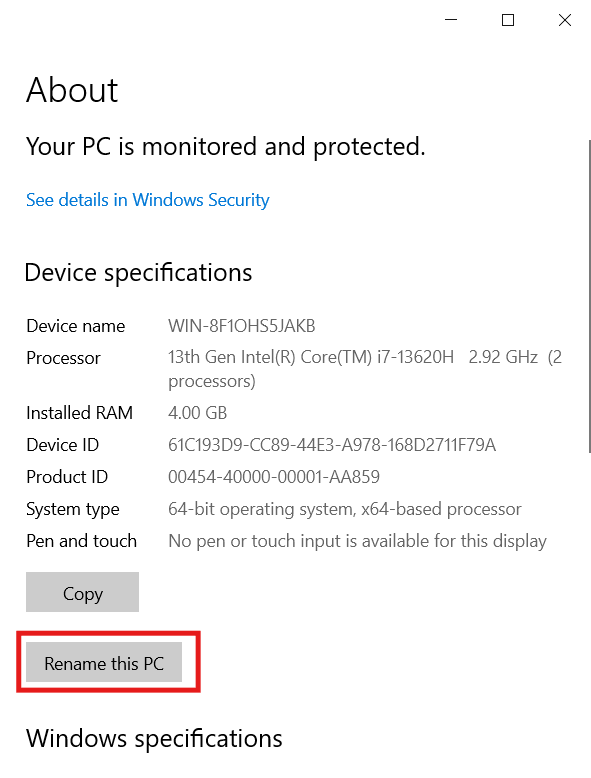 About
Your PC is monitored and protected.
See details in Windows Security
Device specifications
Device name WIN-8F1OHS5JAKB
Processor 13th Gen Intel(R) Core(TM) i7-13620H 2.92 GHz (2
processors)
Installed RAM 4.00 GB
Device ID 61C193D9-CC89-44E3-A978-168D2711F79A
Product ID 00454-40000-00001-AA859
System type 64-bit operating system, x64-based processor
Pen and touch No pen or touch input is available for this display
Copy
Rename this PC
Windows specifications